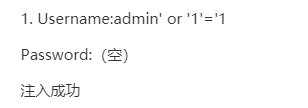 1. Username:admin' or '1'='1
Password:（空）
注入成功